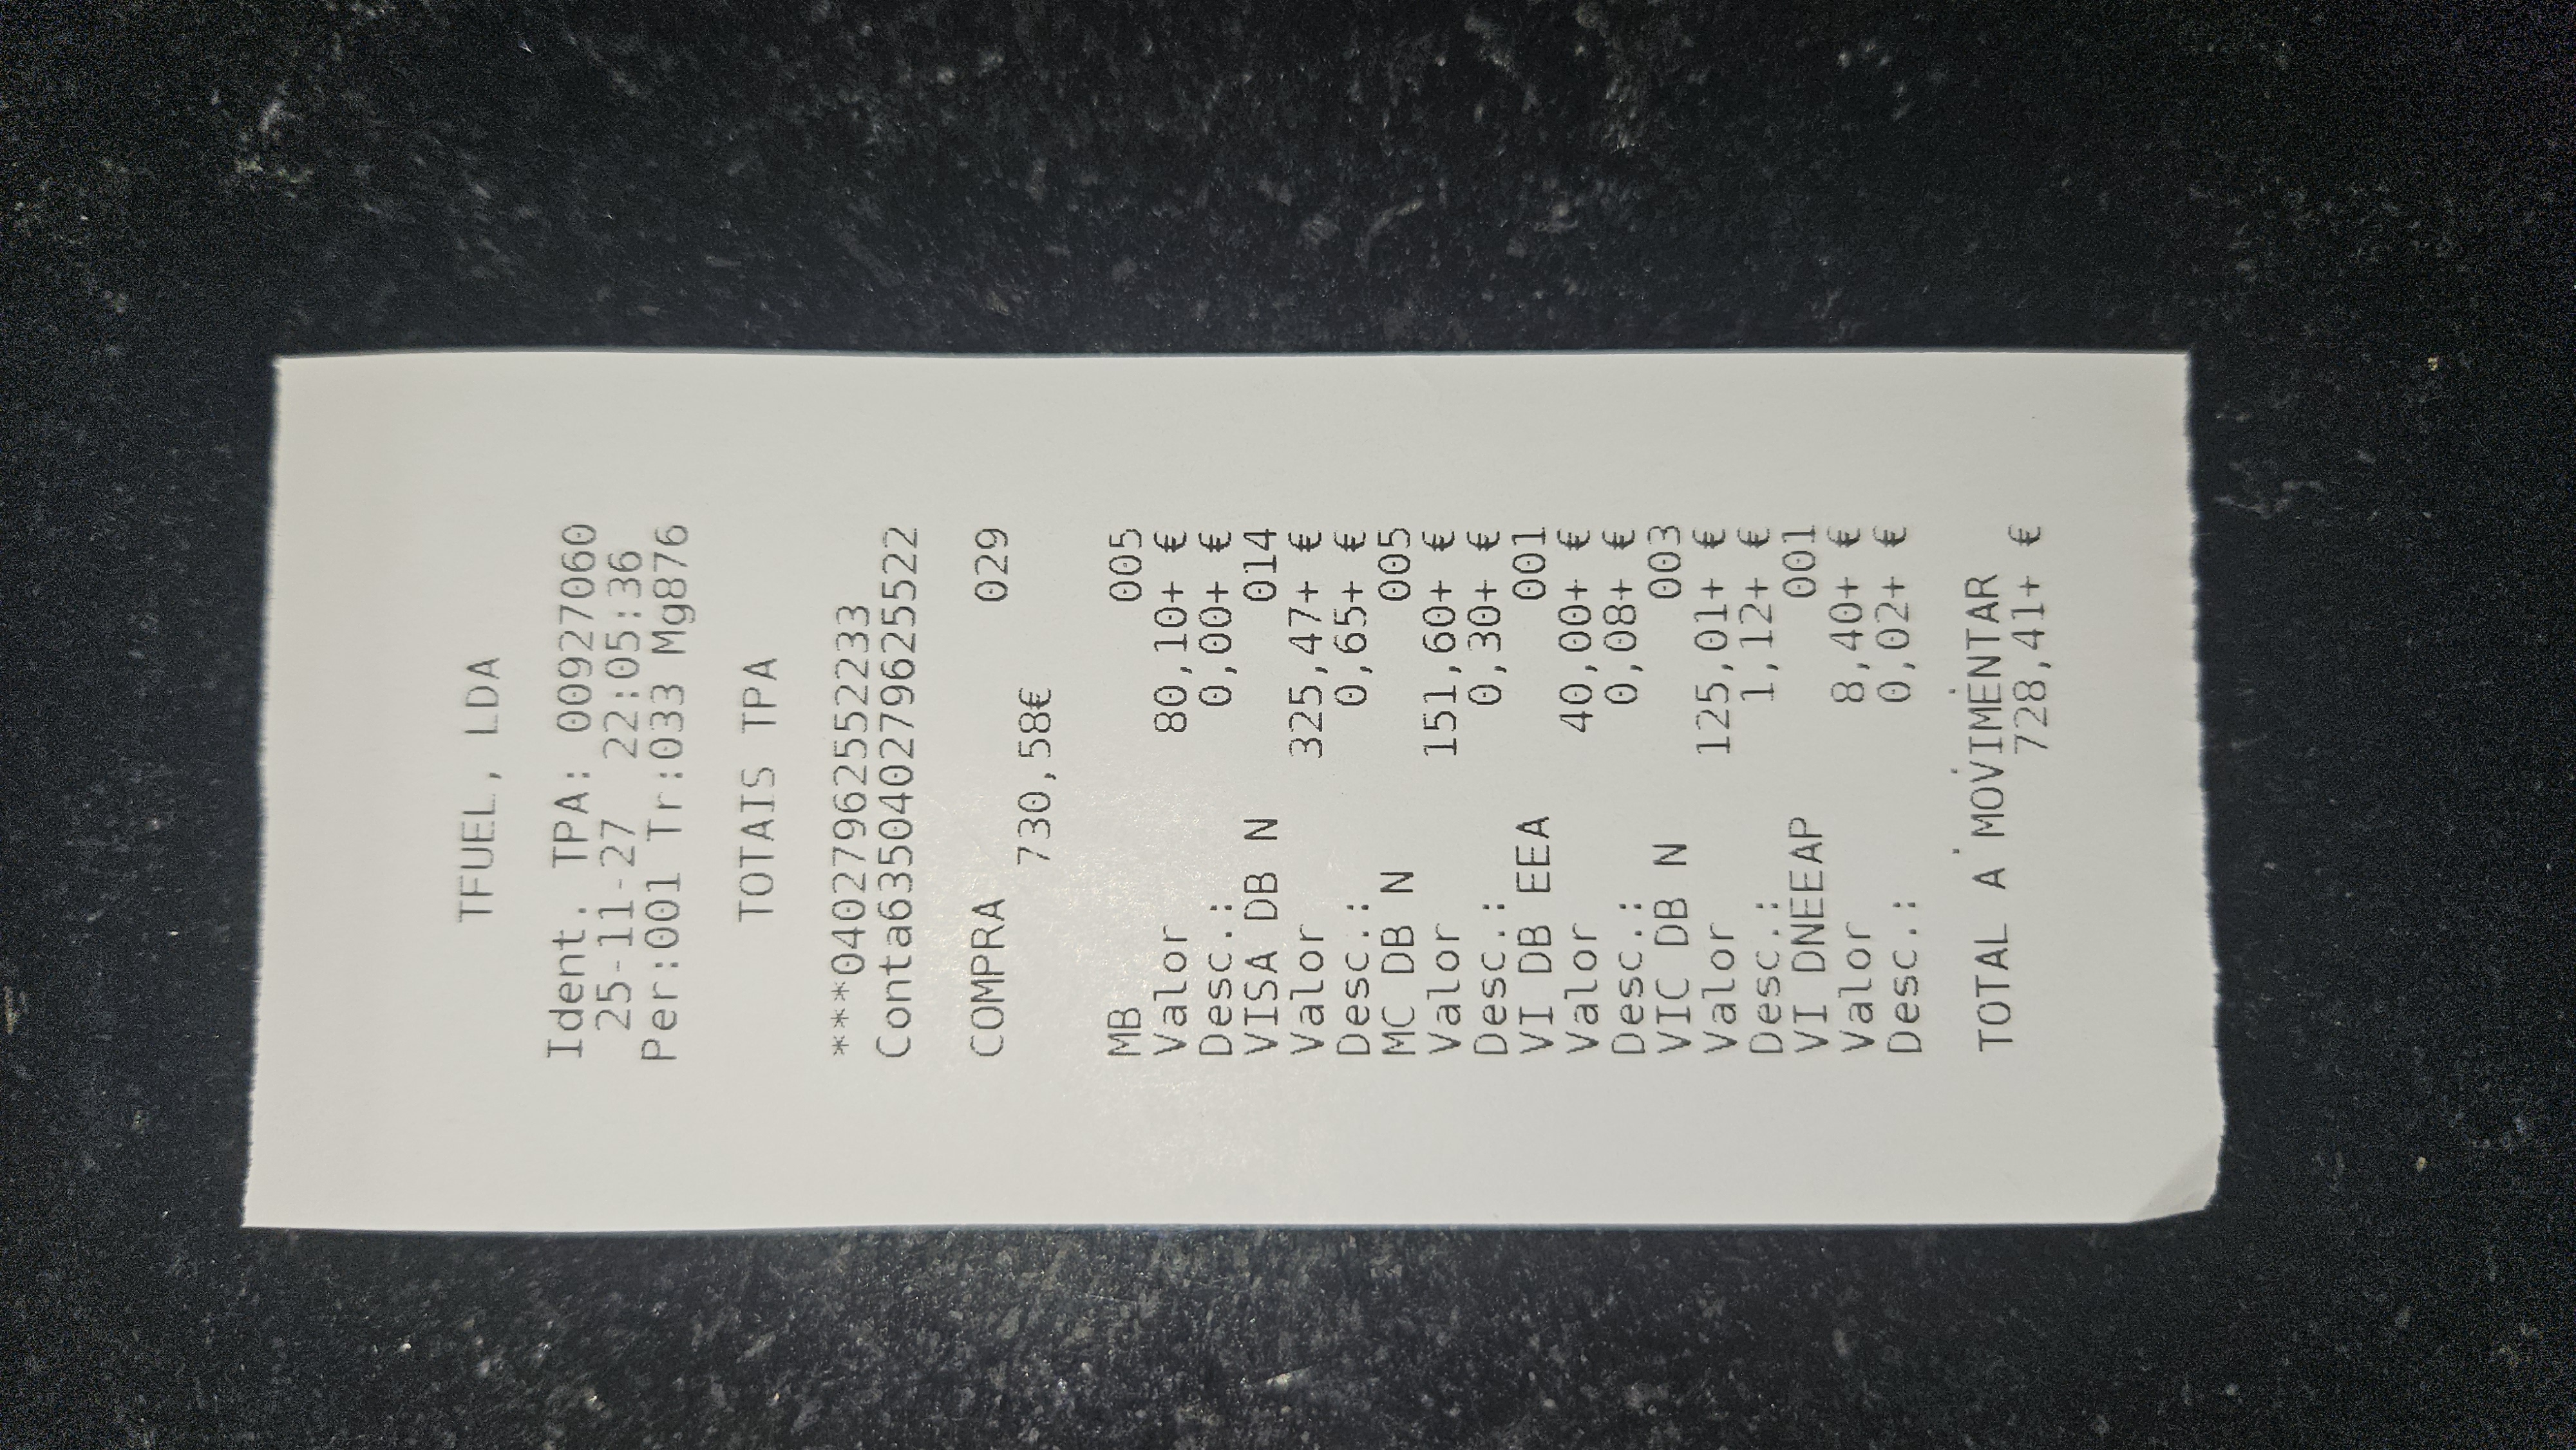 TFUEL, LDA
Ident. TPA: 00927060
25-11-27 22:05:36
Per:001 Tr:033 Mg876
TOTAIS TPA
***04027962552233
Conta635040279625522
COMPRA 029
730,58€
MB 005
Valor 80,10+ €
Desc.: 0,00+ €
VISA DB N 014
Valor 325,47+ €
Desc.: 0,65+ €
MC DB N 005
Valor 151,60+ €
Desc.: 0,30+ €
VI DB EEA 001
Valor 40,00+ €
Desc.: 0,08+ €
VIC DB N 003
Valor 125,01+ €
Desc.: 1,12+ €
VI DNEEAP 001
Valor 8,40+ €
Desc.: 0,02+ €
TOTAL A MOVIMENTAR
728,41+ €